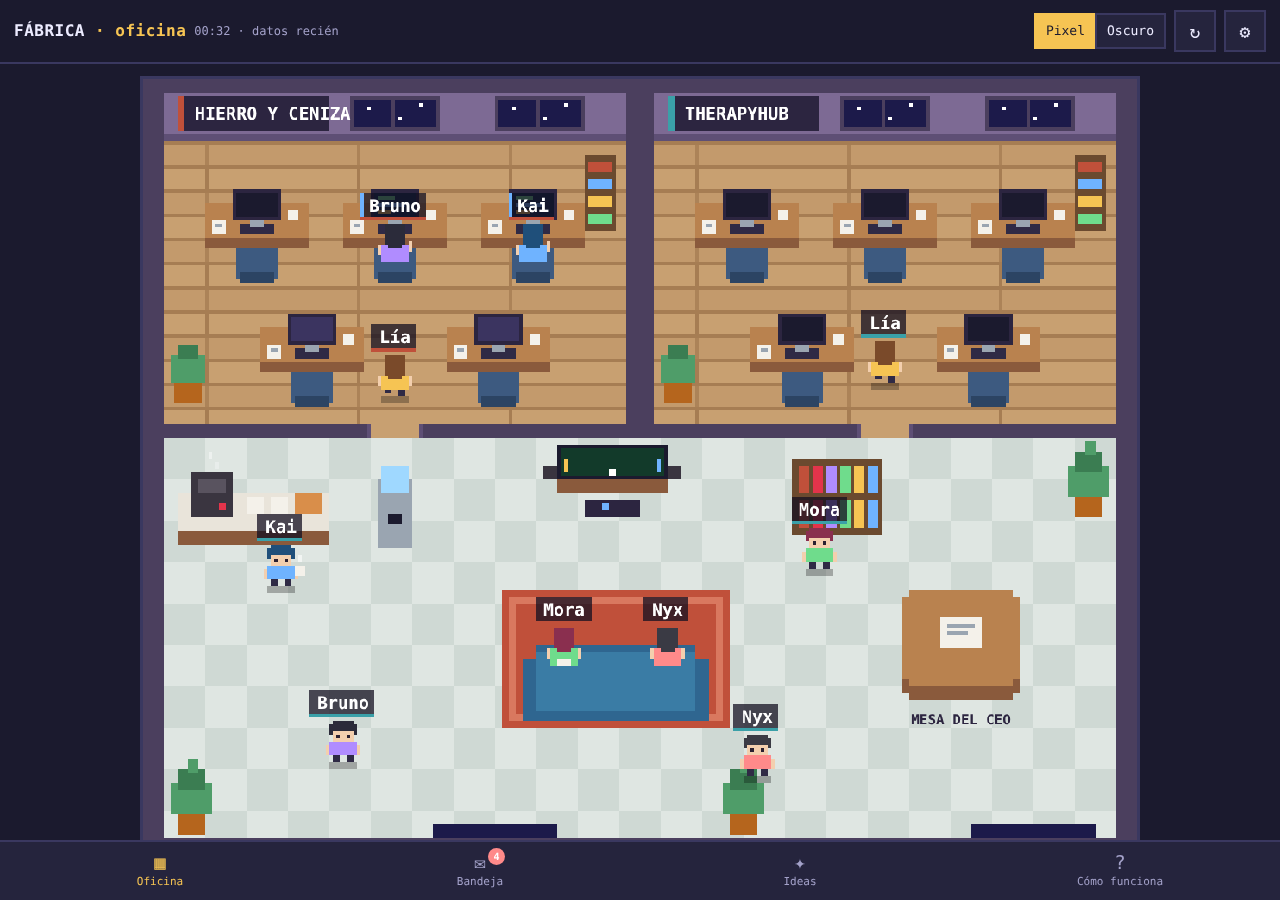 FÁBRICA · oficina 00:32 · datos recién
Pixel Oscuro
HIERRO Y CENIZA
THERAPYHUB
Bruno
Kai
Lía
Lía
Kai
Mora
Mora
Nyx
Bruno
Nyx
MESA DEL CEO
4
Oficina
Bandeja
Ideas
?
Cómo funciona